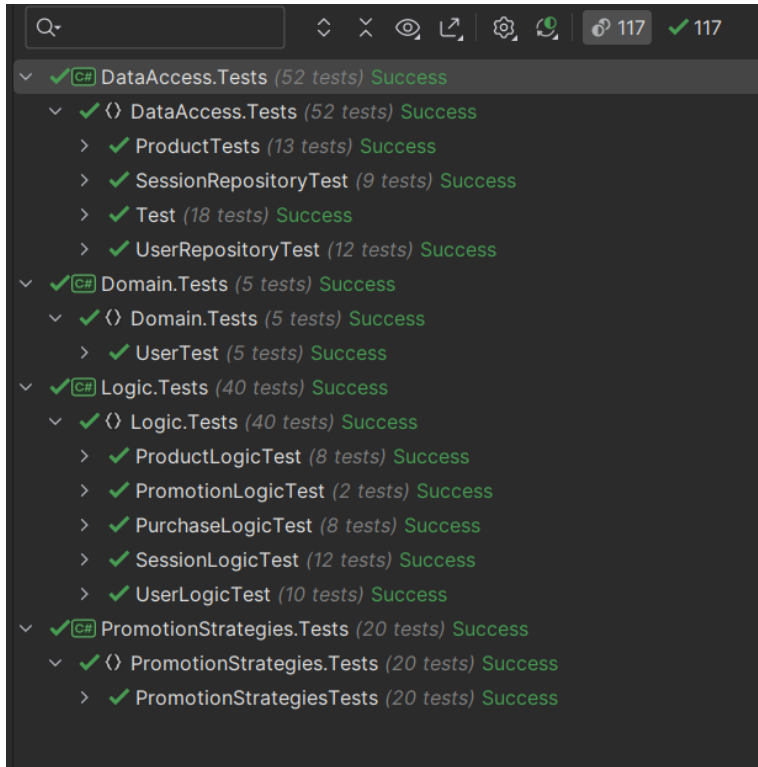 117 117
C# DataAccess.Tests (52 tests) Success
DataAccess.Tests (52 tests) Success
ProductTests (13 tests) Success
SessionRepositoryTest (9 tests) Success
Test (18 tests) Success
UserRepositoryTest (12 tests) Success
C# Domain.Tests (5 tests) Success
Domain.Tests (5 tests) Success
UserTest (5 tests) Success
C# Logic.Tests (40 tests) Success
Logic.Tests (40 tests) Success
ProductLogicTest (8 tests) Success
PromotionLogicTest (2 tests) Success
PurchaseLogicTest (8 tests) Success
SessionLogicTest (12 tests) Success
UserLogicTest (10 tests) Success
C# PromotionStrategies.Tests (20 tests) Success
PromotionStrategies.Tests (20 tests) Success
PromotionStrategiesTests (20 tests) Success